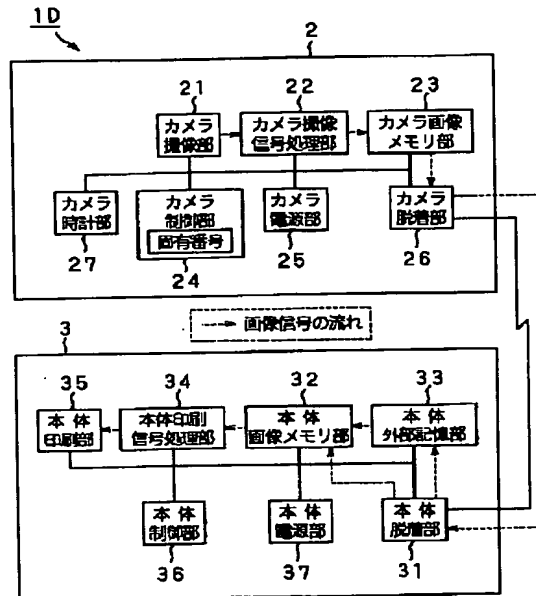 1D
2
21
22
23
カメラ
撮像部
カメラ撮像
信号処理部
カメラ画像
メモリ部
カメラ
時計部
カメラ
制御部
固有番号
カメラ
電源部
カメラ
脱着部
27
24
25
26
画像信号の流れ
3
35
34
32
33
本体
印刷部
本体印刷
信号処理部
本体
画像メモリ部
本体
外部記憶部
本体
制御部
本体
電源部
本体
脱着部
36
37
31